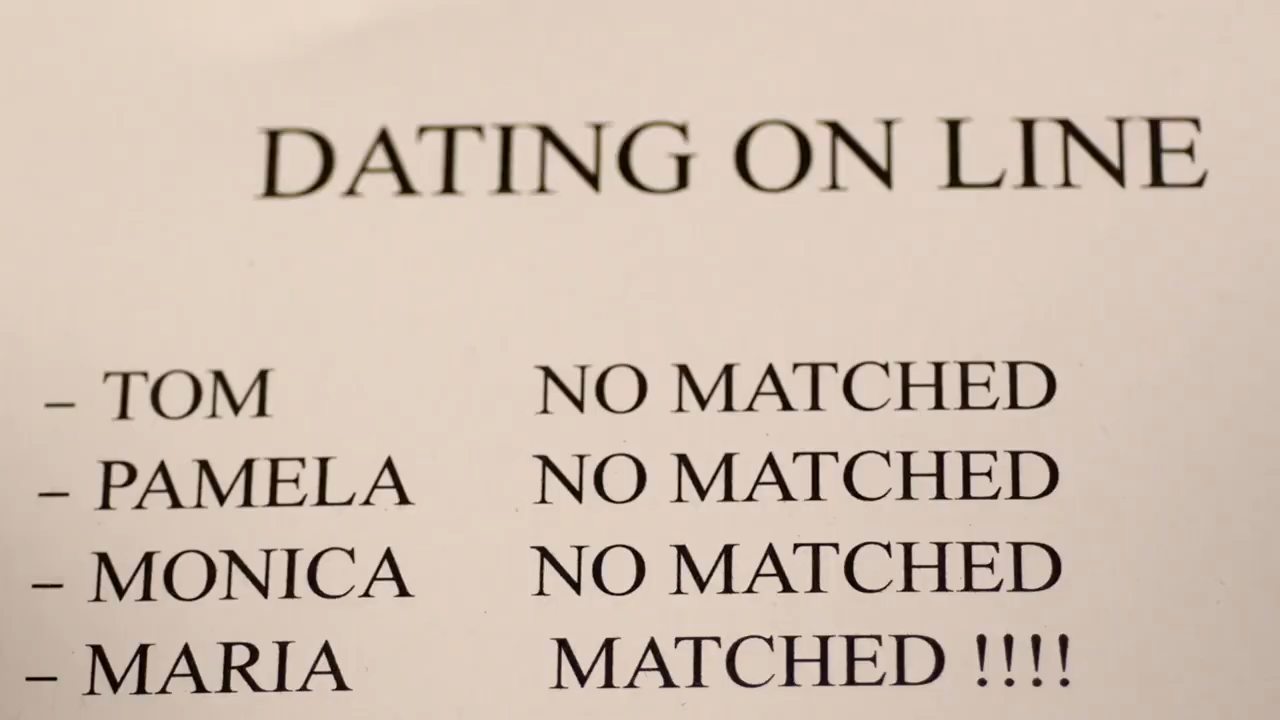 DATING ON LINE
– TOM NO MATCHED
– PAMELA NO MATCHED
– MONICA NO MATCHED
– MARIA MATCHED !!!!